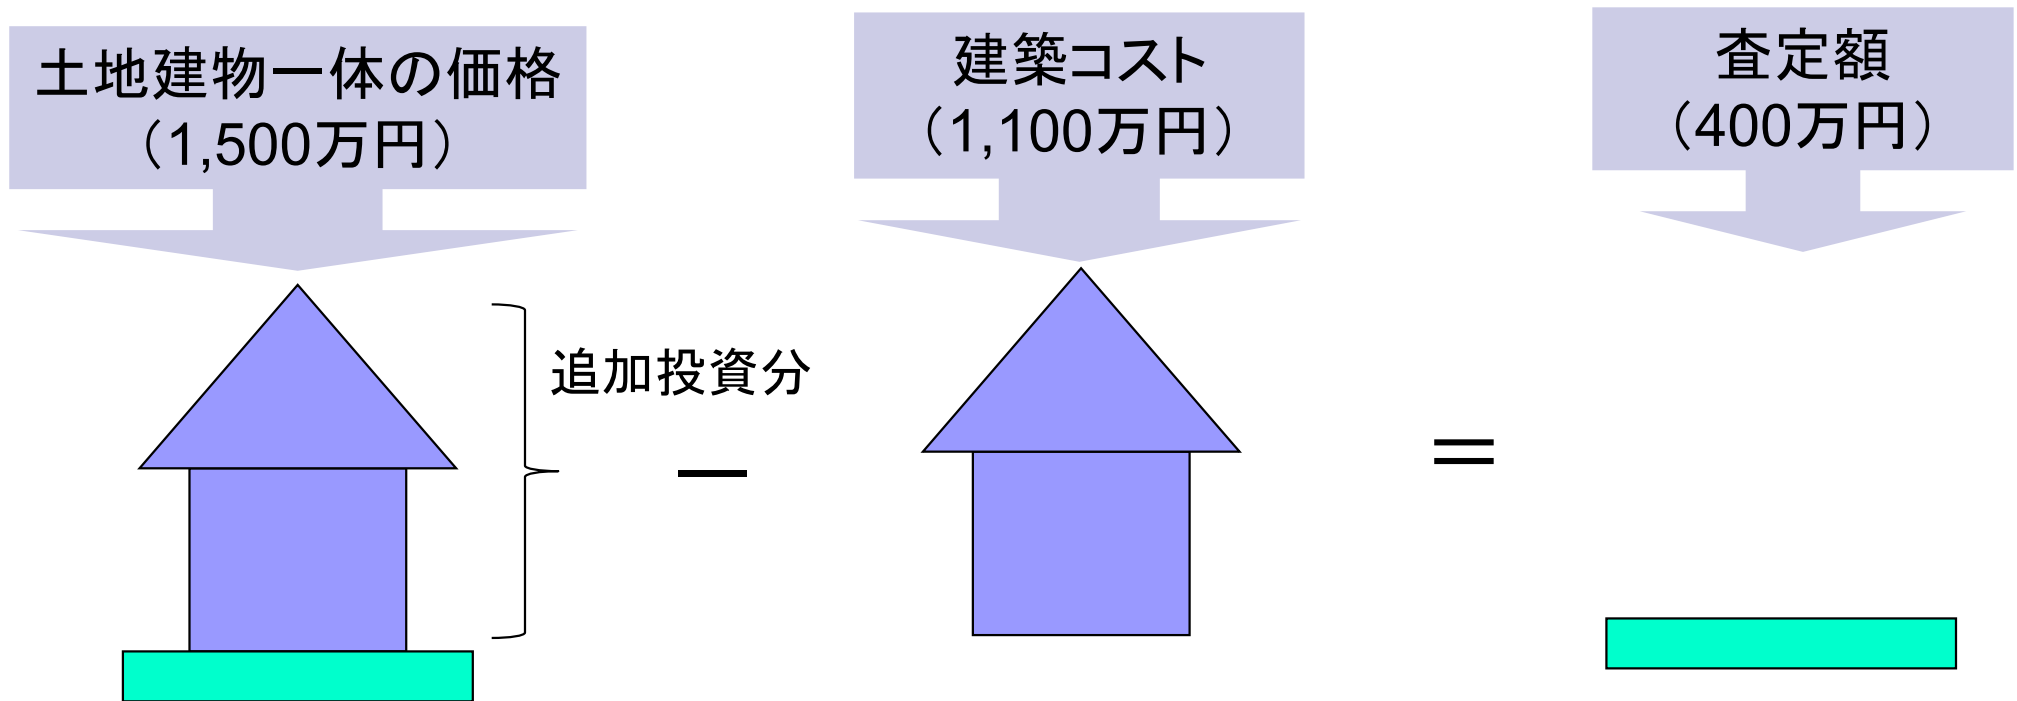 土地建物一体の価格
（1,500万円）
建築コスト
（1,100万円）
査定額
（400万円）
追加投資分
－
＝